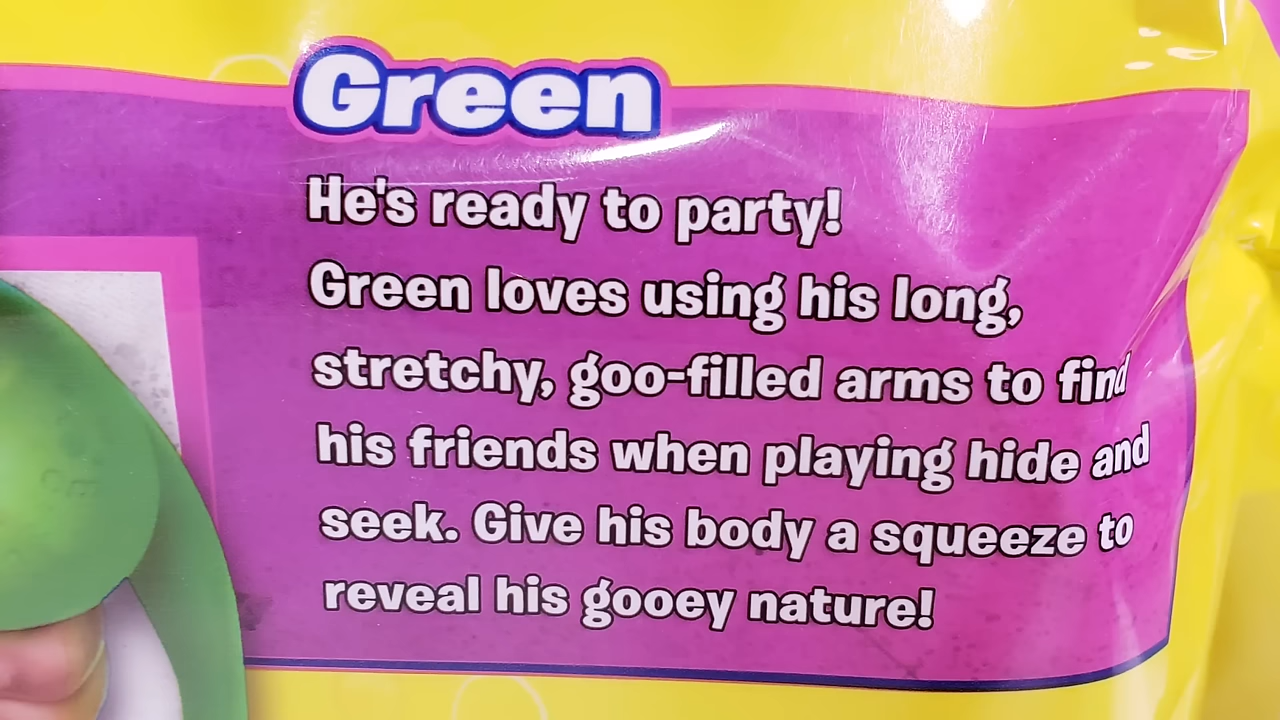 Green
He's ready to party!
Green loves using his long,
stretchy, goo-filled arms to find
his friends when playing hide and
seek. Give his body a squeeze to
reveal his gooey nature!